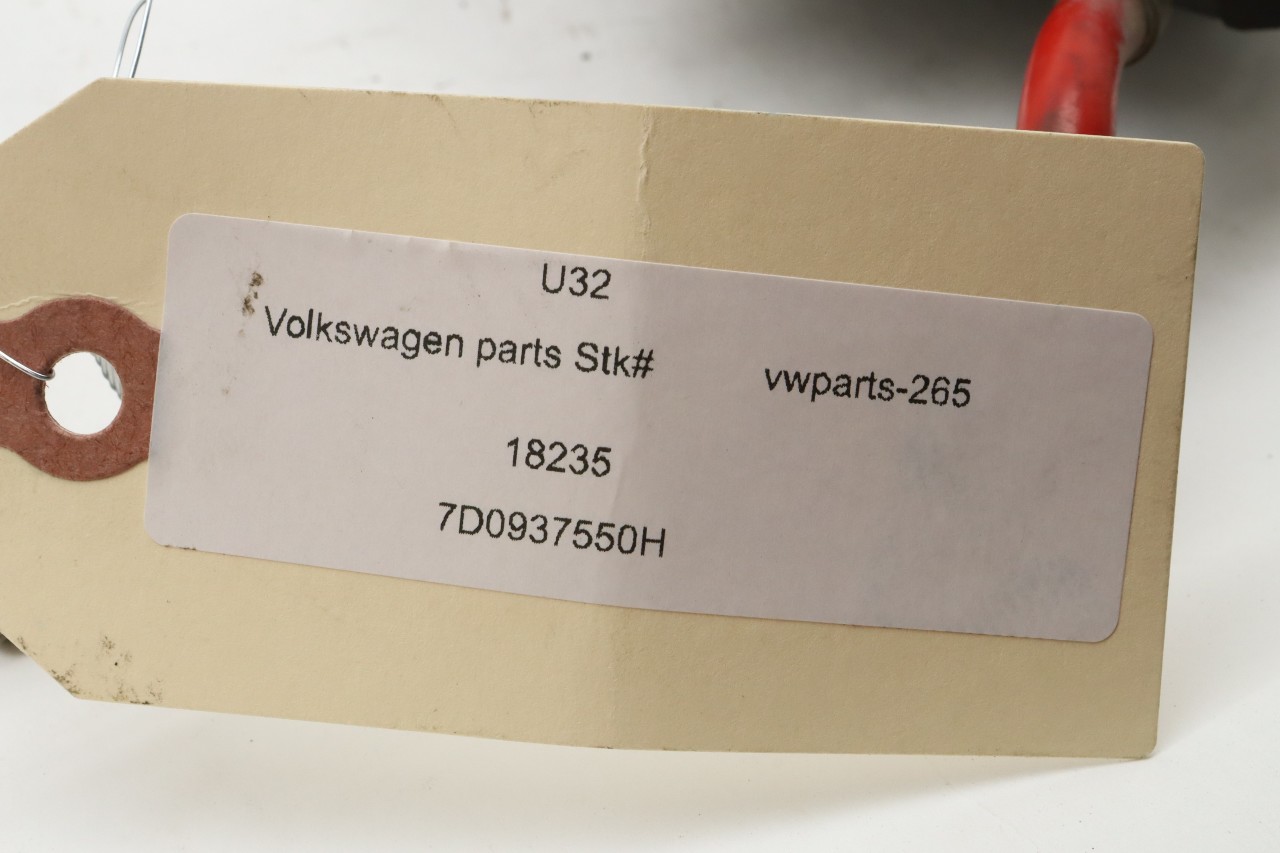 U32
Volkswagen parts Stk# vwparts-265
18235
7D0937550H